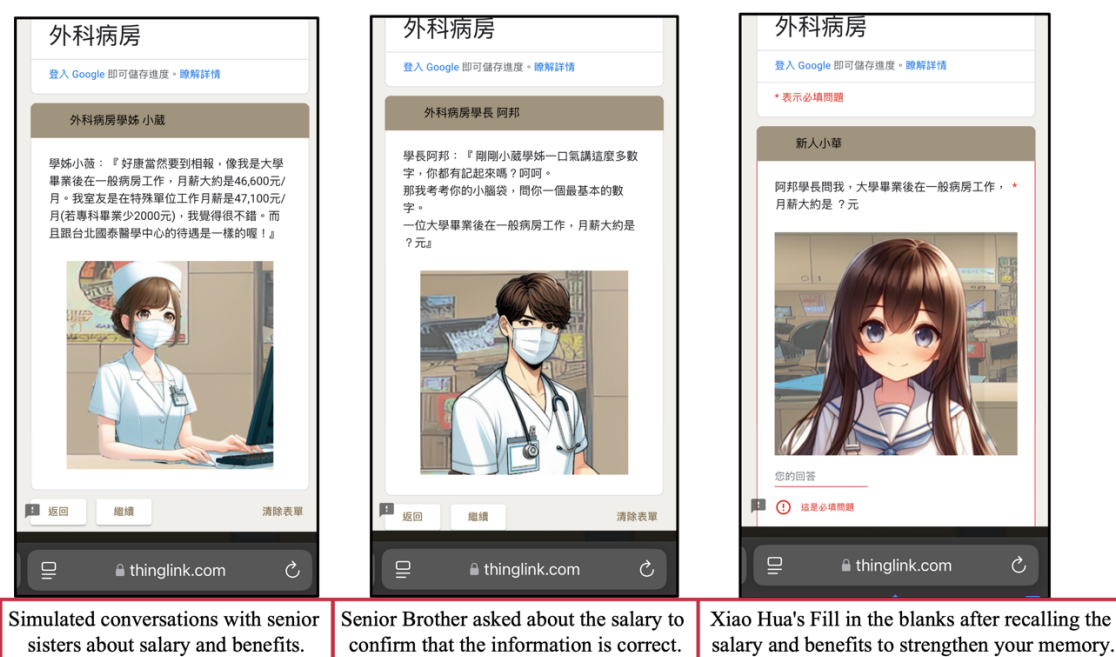 外科病房
登入 Google 即可儲存進度。瞭解詳情
外科病房學姊 小葳
學姊小薇：『 好康當然要到相報，像我是大學
畢業後在一般病房工作，月薪大約是46,600元/
月。我室友是在特殊單位工作月薪是47,100元/
月(若專科畢業少2000元)，我覺得很不錯。而
且跟台北國泰醫學中心的待遇是一樣的喔！』
返回
繼續
清除表單
thinglink.com
Simulated conversations with senior
sisters about salary and benefits.
外科病房
登入 Google 即可儲存進度。瞭解詳情
外科病房學長 阿邦
學長阿邦：『 剛剛小葳學姊一口氣講這麼多數
字，你都有記起來嗎？呵呵。
那我考考你的小腦袋，問你一個最基本的數
字。
一位大學畢業後在一般病房工作，月薪大約是
？元』
返回
繼續
清除表單
thinglink.com
Senior Brother asked about the salary to
confirm that the information is correct.
外科病房
登入 Google 即可儲存進度。瞭解詳情
* 表示必填問題
新人小華
阿邦學長問我，大學畢業後在一般病房工作， *
月薪大約是 ？元
您的回答
這是必填問題
thinglink.com
Xiao Hua's Fill in the blanks after recalling the
salary and benefits to strengthen your memory.